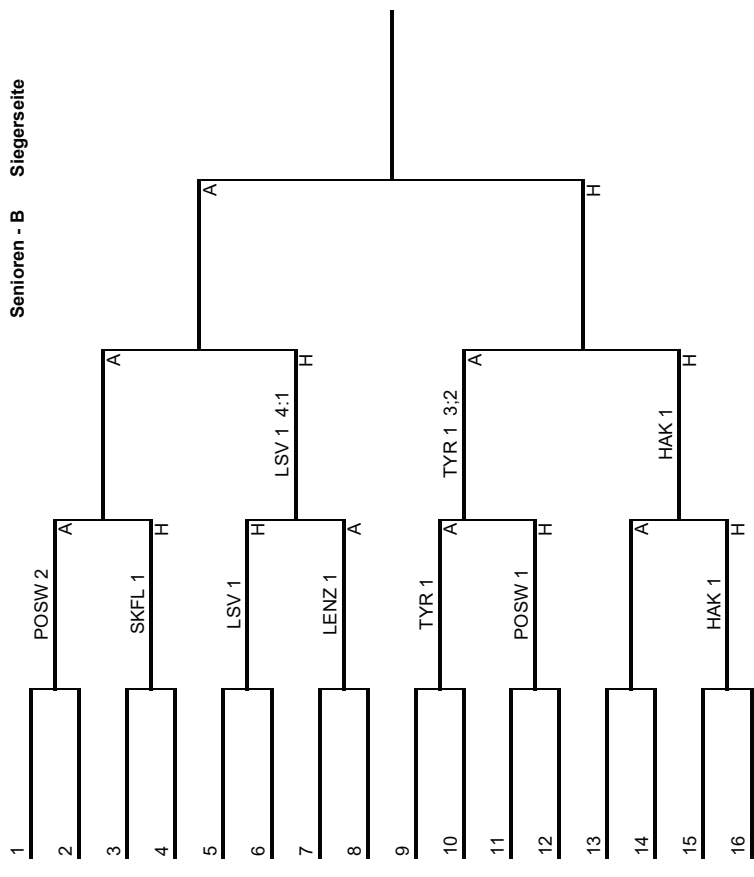 Senioren - B Siegerseite
1
2
3
4
5
6
7
8
9
10
11
12
13
14
15
16
POSW 2
A
SKFL 1
H
LSV 1
H
LENZ 1
A
TYR 1
A
POSW 1
H
A
HAK 1
H
A
LSV 1 4:1
H
TYR 1 3;2
A
HAK 1
H
A
H